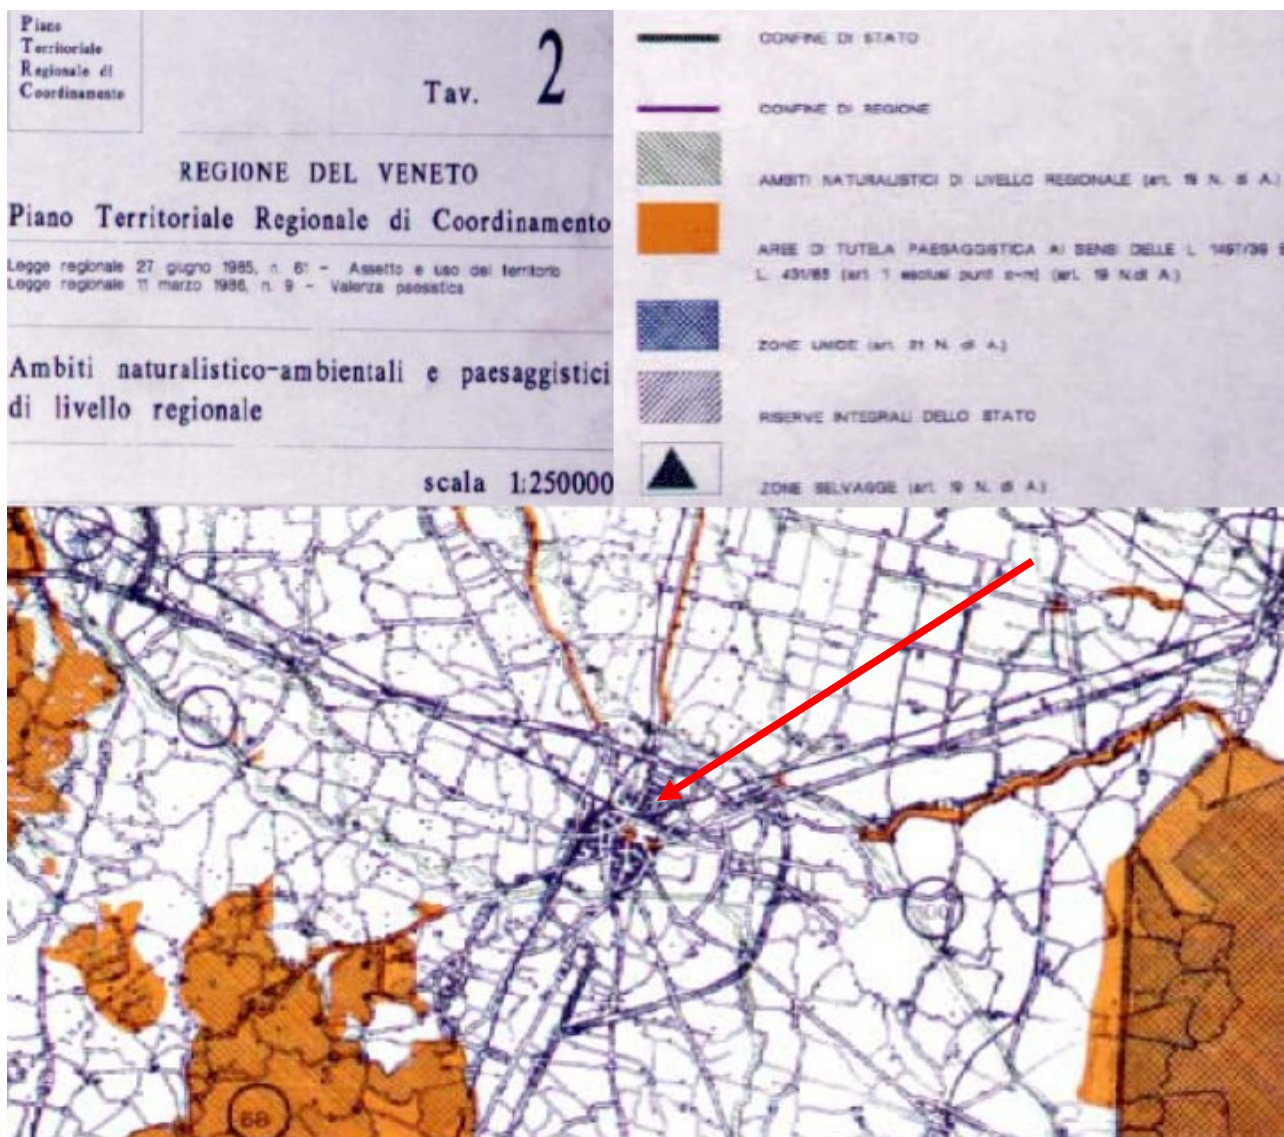 Piano
Territoriale
Regionale di
Coordinamento
Tav. 2
REGIONE DEL VENETO
Piano Territoriale Regionale di Coordinamento
Legge regionale 27 giugno 1985, n. 61 – Assetto e uso del territorio
Legge regionale 11 marzo 1986, n. 9 – Valenza paesistica
Ambiti naturalistico-ambientali e paesaggistici
di livello regionale
scala 1:250000
CONFINE DI STATO
CONFINE DI REGIONE
AMBITI NATURALISTICI DI LIVELLO REGIONALE (art. 19 N. di A.)
AREE DI TUTELA PAESAGGISTICA AI SENSI DELLE L. 1497/39 E
L. 431/85 (art. 1 esclusi punti o-m) (art. 19 N.di A.)
ZONE UMIDE (art. 21 N. di A.)
RISERVE INTEGRALI DELLO STATO
ZONE SELVAGGE (art. 19 N. di A.)
68